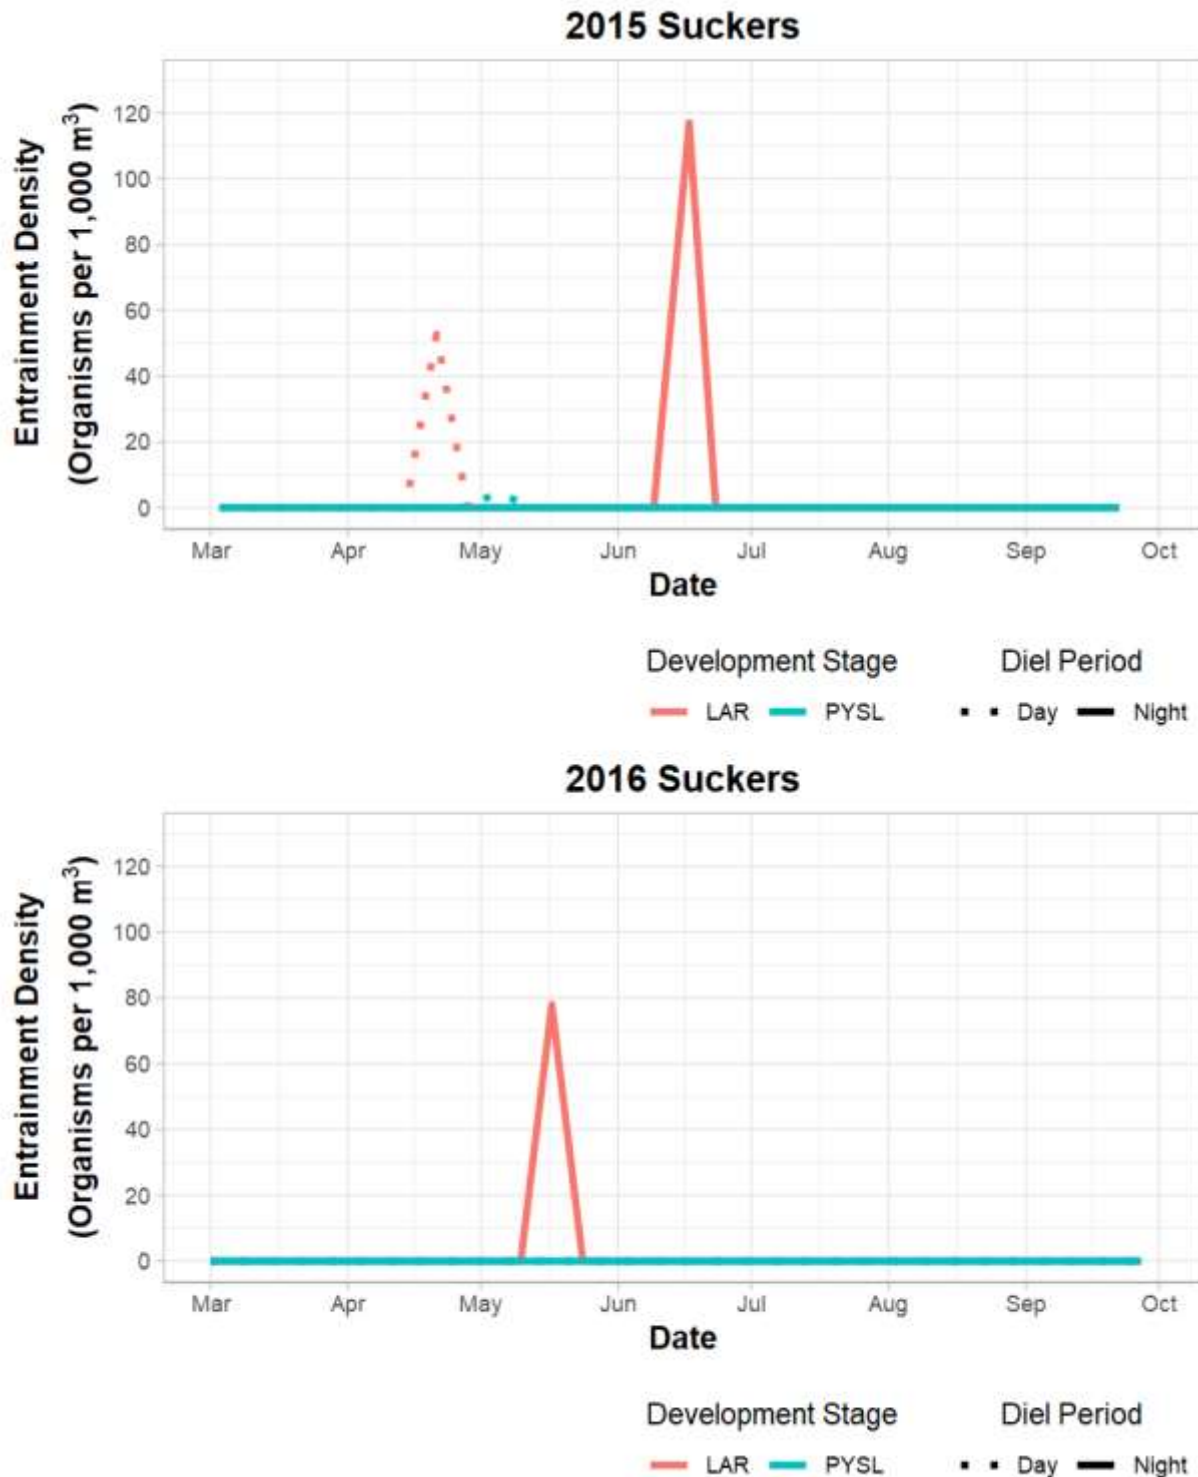 2015 Suckers
Entrainment Density
(Organisms per 1,000 m³)
120
100
80
60
40
20
0
Mar Apr May Jun Jul Aug Sep Oct
Date
Development Stage Diel Period
LAR PYSL Day Night
2016 Suckers
Entrainment Density
(Organisms per 1,000 m³)
120
100
80
60
40
20
0
Mar Apr May Jun Jul Aug Sep Oct
Date
Development Stage Diel Period
LAR PYSL Day Night